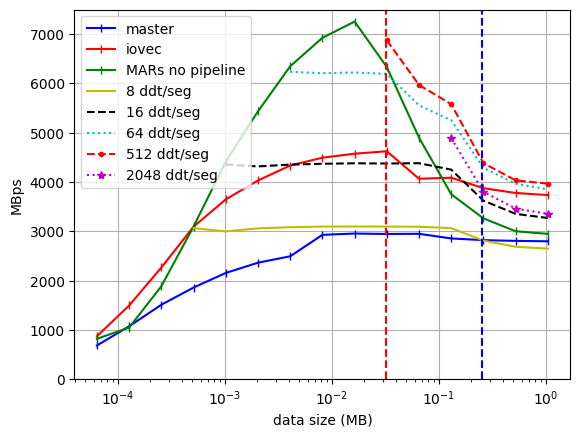 7000
6000
5000
4000
3000
2000
1000
0
MBps
master
iovec
MARs no pipeline
8 ddt/seg
16 ddt/seg
64 ddt/seg
512 ddt/seg
2048 ddt/seg
10⁻⁴ 10⁻³ 10⁻² 10⁻¹ 10⁰
data size (MB)